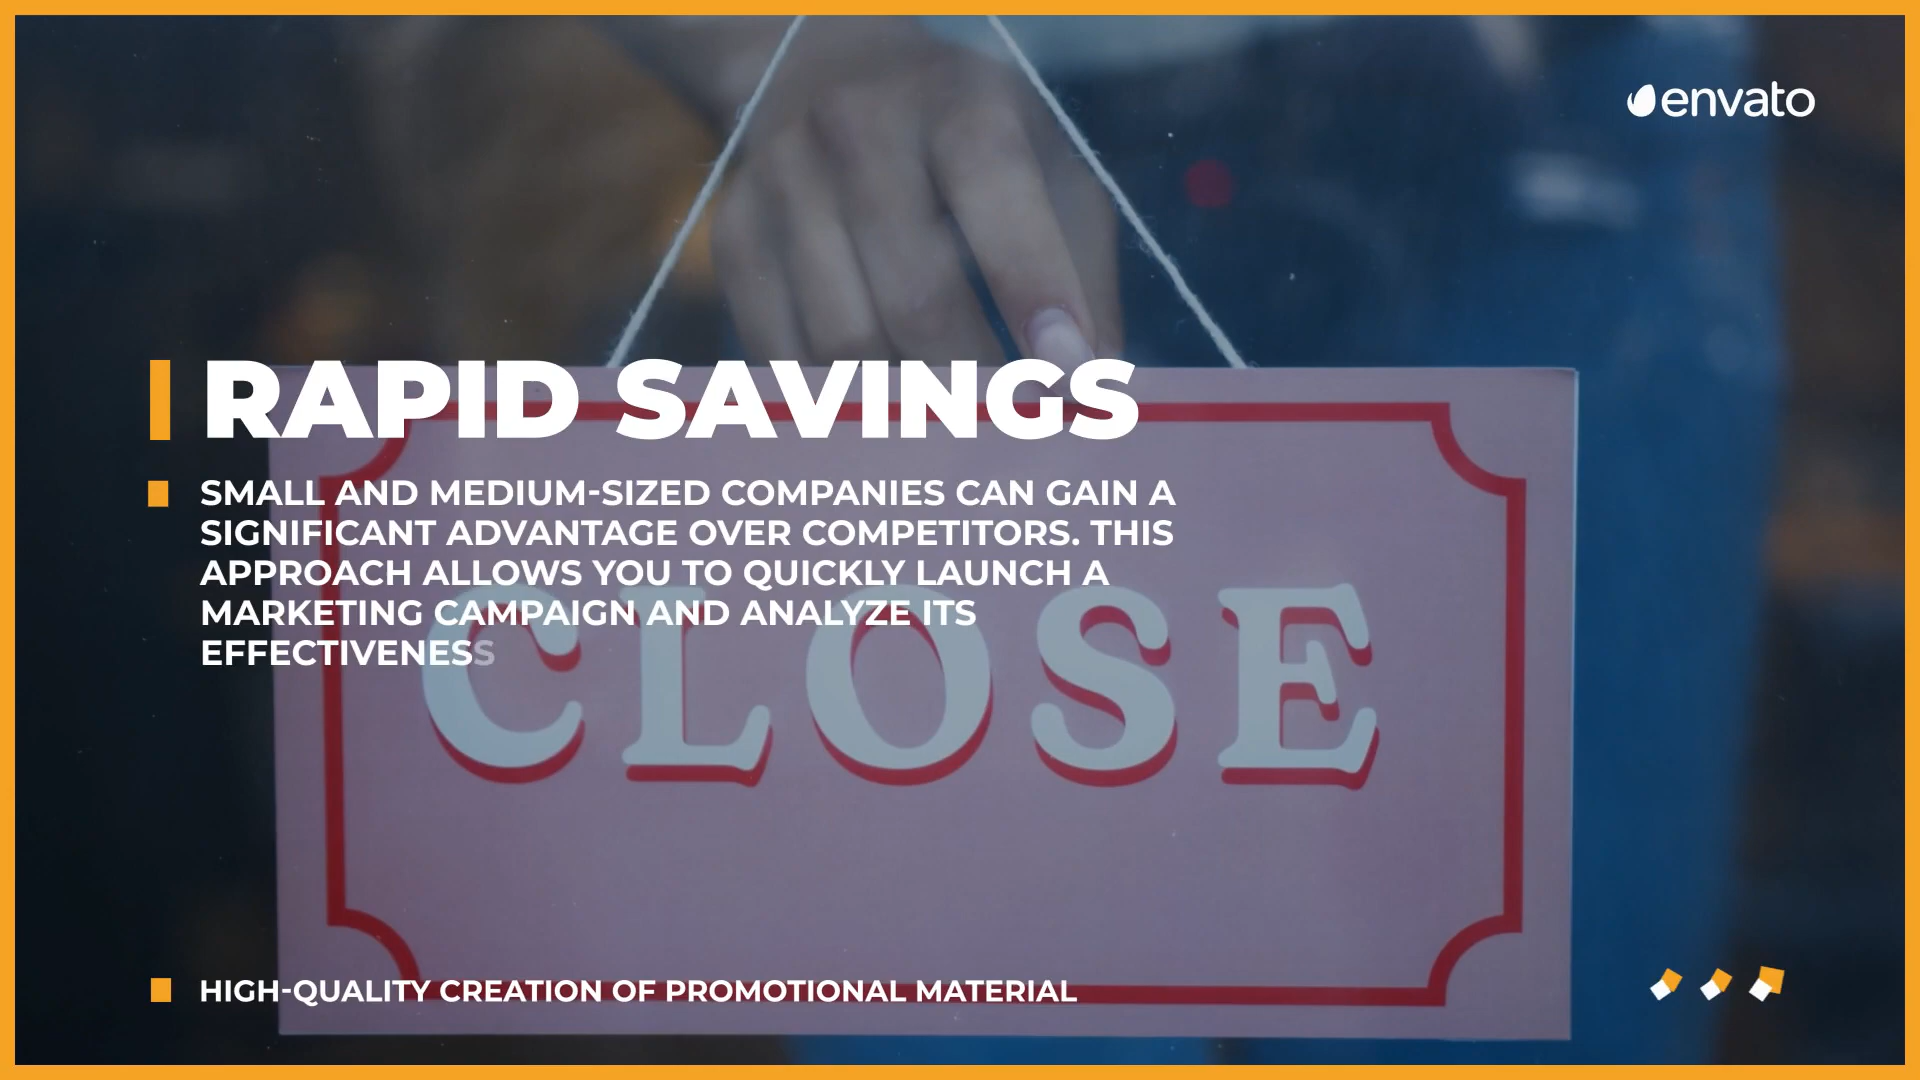 envato
RAPID SAVINGS
SMALL AND MEDIUM-SIZED COMPANIES CAN GAIN A
SIGNIFICANT ADVANTAGE OVER COMPETITORS. THIS
APPROACH ALLOWS YOU TO QUICKLY LAUNCH A
MARKETING CAMPAIGN AND ANALYZE ITS
EFFECTIVENESS
CLOSE
HIGH-QUALITY CREATION OF PROMOTIONAL MATERIAL